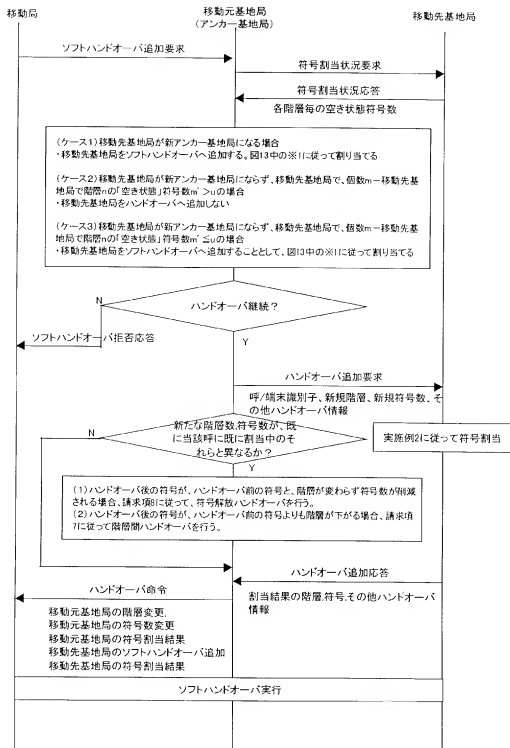 移動局
移動元基地局
(アンカー基地局)
移動先基地局
ソフトハンドオーバ追加要求
符号割当状況要求
符号割当状況応答
各階層毎の空き状態符号数
(ケース1)移動先基地局が新アンカー基地局になる場合
・移動先基地局をソフトハンドオーバへ追加する。図13中の※1に従って割り当てる
(ケース2)移動先基地局が新アンカー基地局にならず、移動先基地局で、個数m－移動先基
地局で階層nの「空き状態」符号数m' >uの場合
・移動先基地局をハンドオーバへ追加しない
(ケース3)移動先基地局が新アンカー基地局にならず、移動先基地局で、個数m－移動先基
地局で階層nの「空き状態」符号数m' ≦uの場合
・移動先基地局をソフトハンドオーバへ追加することとして、図13中の※1に従って割り当てる
N
ハンドオーバ継続?
ソフトハンドオーバ拒否応答
Y
ハンドオーバ追加要求
呼/端末識別子、新規階層、新規符号数、そ
の他ハンドオーバ情報
N
新たな階層数,符号数が、既
に当該呼に既に割当中のそ
れらと異なるか?
実施例2に従って符号割当
Y
(1)ハンドオーバ後の符号が、ハンドオーバ前の符号と、階層が変わらず符号数が削減
される場合、請求項8に従って、符号解放ハンドオーバを行う。
(2)ハンドオーバ後の符号が、ハンドオーバ前の符号よりも階層が下がる場合、請求項
7に従って階層間ハンドオーバを行う。
ハンドオーバ追加応答
ハンドオーバ命令
割当結果の階層,符号,その他ハンドオーバ
情報
移動元基地局の階層変更,
移動元基地局の符号数変更
移動元基地局の符号割当結果
移動先基地局のソフトハンドオーバ追加
移動先基地局の符号割当結果
ソフトハンドオーバ実行